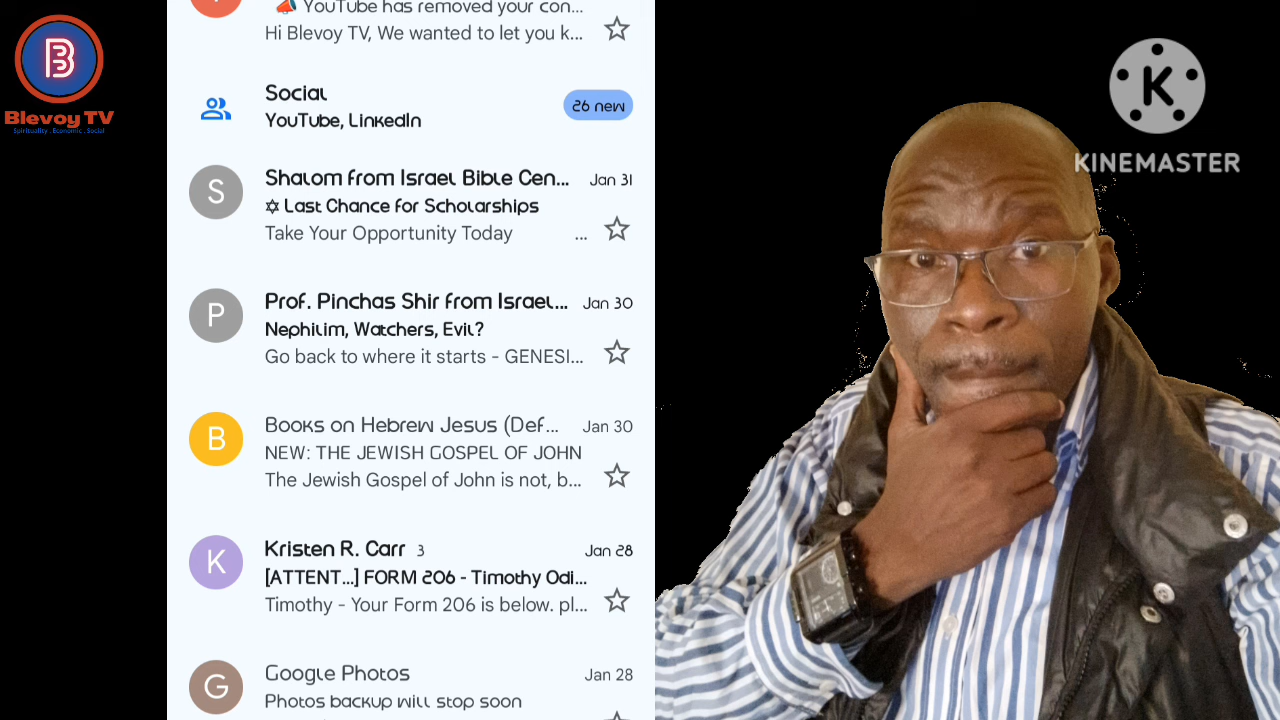 B
Blevoy TV
Spirituality . Economic . Social
📣 YouTube has removed your con...
Hi Blevoy TV, We wanted to let you k...
Social
26 new
YouTube, LinkedIn
S
Shalom from Israel Bible Cen...
Jan 31
✡ Last Chance for Scholarships
Take Your Opportunity Today ...
P
Prof. Pinchas Shir from Israel...
Jan 30
Nephilim, Watchers, Evil?
Go back to where it starts - GENESI...
B
Books on Hebrew Jesus (Def...
Jan 30
NEW: THE JEWISH GOSPEL OF JOHN
The Jewish Gospel of John is not, b...
K
Kristen R. Carr 3
Jan 28
[ATTENT...] FORM 206 - Timothy Odi...
Timothy - Your Form 206 is below. pl...
G
Google Photos
Jan 28
Photos backup will stop soon
K
KINEMASTER